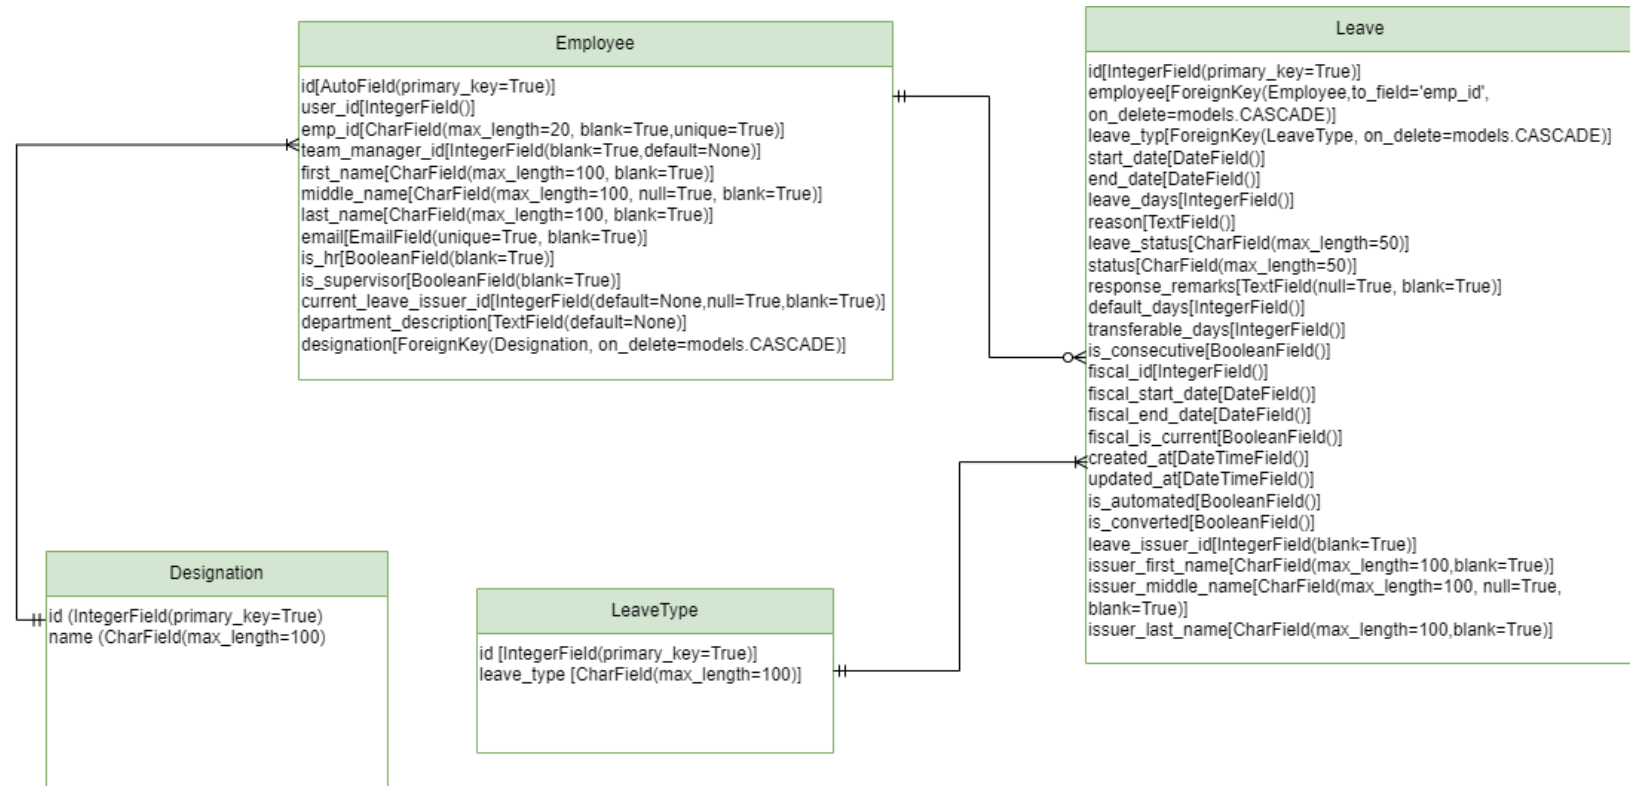 Employee
id[AutoField(primary_key=True)]
user_id[IntegerField()]
emp_id[CharField(max_length=20, blank=True,unique=True)]
team_manager_id[IntegerField(blank=True,default=None)]
first_name[CharField(max_length=100, blank=True)]
middle_name[CharField(max_length=100, null=True, blank=True)]
last_name[CharField(max_length=100, blank=True)]
email[EmailField(unique=True, blank=True)]
is_hr[BooleanField(blank=True)]
is_supervisor[BooleanField(blank=True)]
current_leave_issuer_id[IntegerField(default=None,null=True,blank=True)]
department_description[TextField(default=None)]
designation[ForeignKey(Designation, on_delete=models.CASCADE)]
Leave
id[IntegerField(primary_key=True)]
employee[ForeignKey(Employee,to_field='emp_id',
on_delete=models.CASCADE)]
leave_typ[ForeignKey(LeaveType, on_delete=models.CASCADE)]
start_date[DateField()]
end_date[DateField()]
leave_days[IntegerField()]
reason[TextField()]
leave_status[CharField(max_length=50)]
status[CharField(max_length=50)]
response_remarks[TextField(null=True, blank=True)]
default_days[IntegerField()]
transferable_days[IntegerField()]
is_consecutive[BooleanField()]
fiscal_id[IntegerField()]
fiscal_start_date[DateField()]
fiscal_end_date[DateField()]
fiscal_is_current[BooleanField()]
created_at[DateTimeField()]
updated_at[DateTimeField()]
is_automated[BooleanField()]
is_converted[BooleanField()]
leave_issuer_id[IntegerField(blank=True)]
issuer_first_name[CharField(max_length=100,blank=True)]
issuer_middle_name[CharField(max_length=100, null=True,
blank=True)]
issuer_last_name[CharField(max_length=100,blank=True)]
Designation
id (IntegerField(primary_key=True)
name (CharField(max_length=100)
LeaveType
id [IntegerField(primary_key=True)]
leave_type [CharField(max_length=100)]